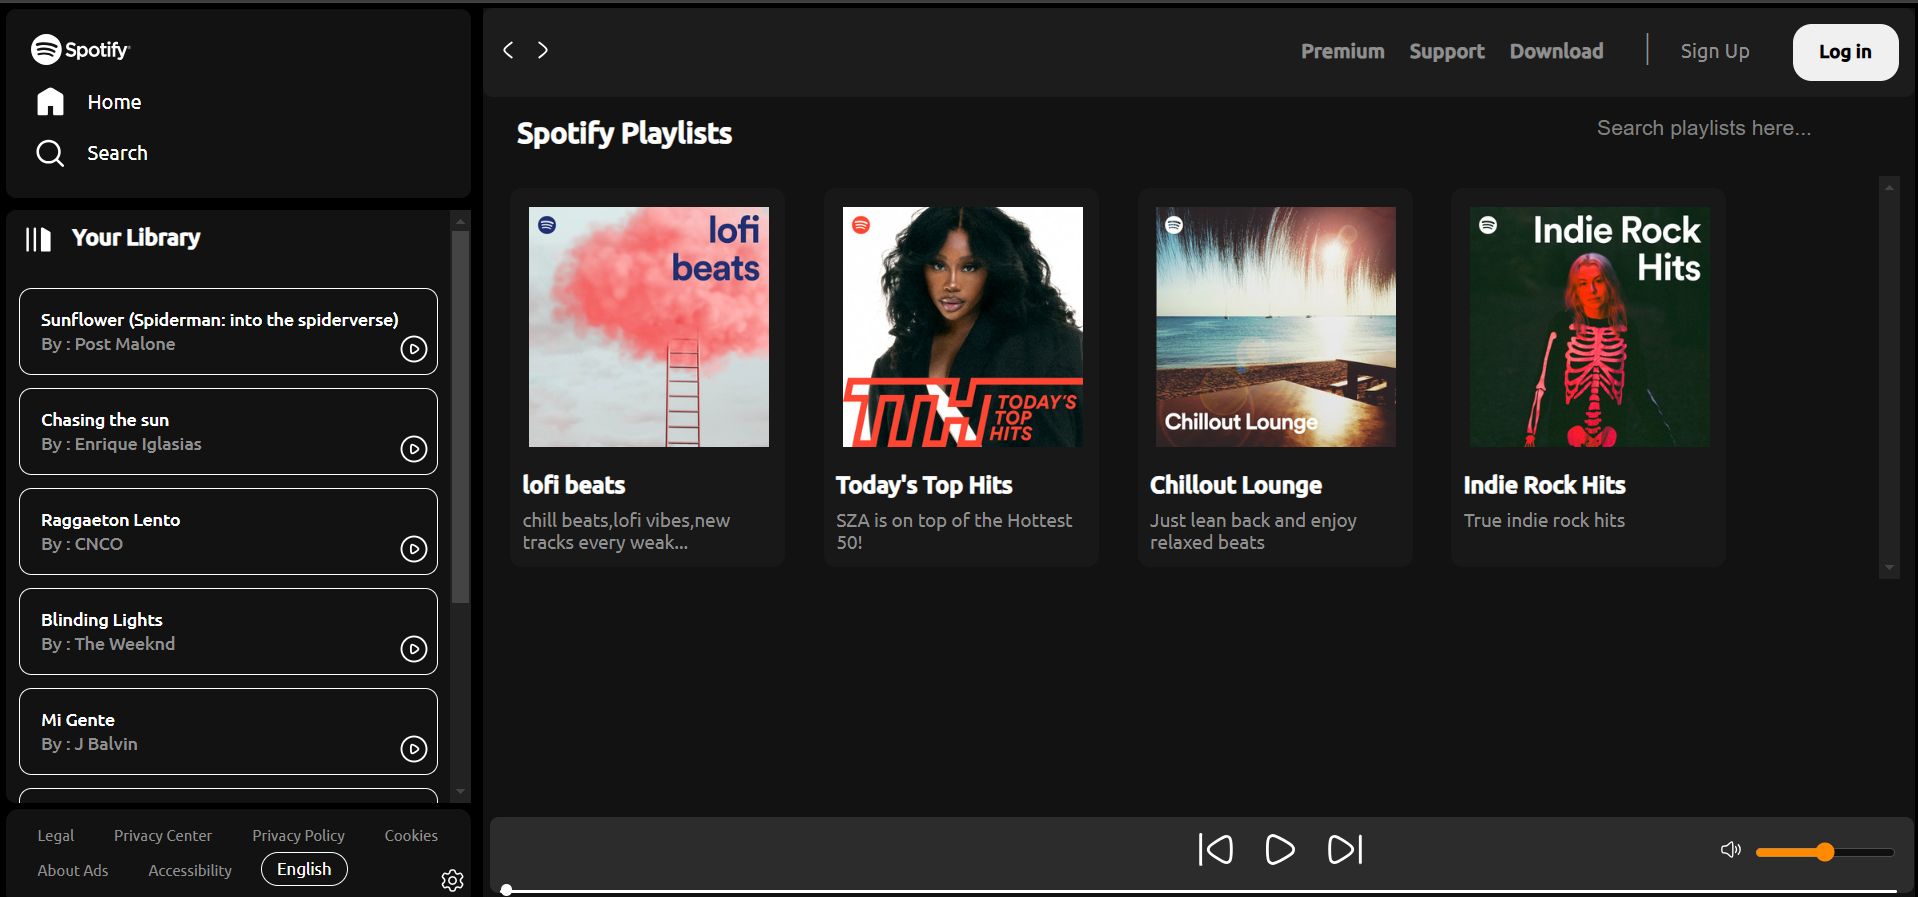 Spotify
Home
Search
Your Library
Sunflower (Spiderman: into the spiderverse)
By : Post Malone
Chasing the sun
By : Enrique Iglasias
Raggaeton Lento
By : CNCO
Blinding Lights
By : The Weeknd
Mi Gente
By : J Balvin
Legal Privacy Center Privacy Policy Cookies
About Ads Accessibility English
Premium Support Download Sign Up Log in
Spotify Playlists
Search playlists here...
lofi
beats
lofi beats
chill beats,lofi vibes,new
tracks every weak...
TTH TODAY'S
TOP
HITS
Today's Top Hits
SZA is on top of the Hottest
50!
Chillout Lounge
Chillout Lounge
Just lean back and enjoy
relaxed beats
Indie Rock
Hits
Indie Rock Hits
True indie rock hits